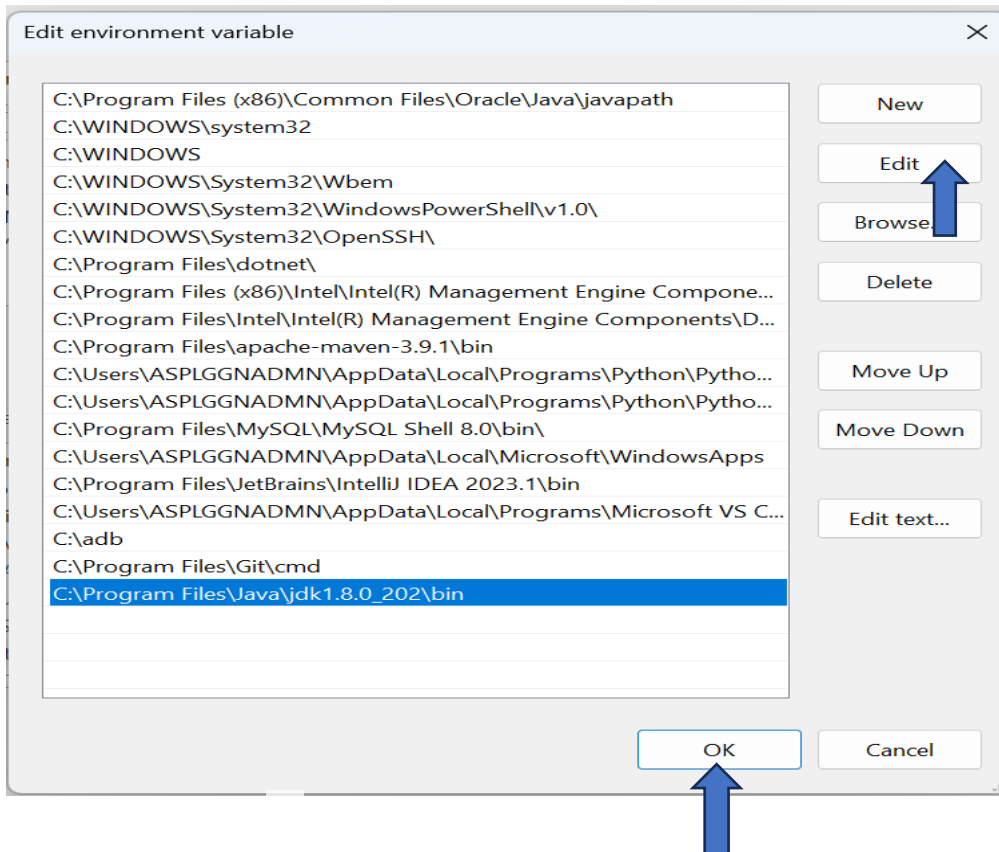 Edit environment variable
C:\Program Files (x86)\Common Files\Oracle\Java\javapath
C:\WINDOWS\system32
C:\WINDOWS
C:\WINDOWS\System32\Wbem
C:\WINDOWS\System32\WindowsPowerShell\v1.0\
C:\WINDOWS\System32\OpenSSH\
C:\Program Files\dotnet\
C:\Program Files (x86)\Intel\Intel(R) Management Engine Compone...
C:\Program Files\Intel\Intel(R) Management Engine Components\D...
C:\Program Files\apache-maven-3.9.1\bin
C:\Users\ASPLGGNADMN\AppData\Local\Programs\Python\Pytho...
C:\Users\ASPLGGNADMN\AppData\Local\Programs\Python\Pytho...
C:\Program Files\MySQL\MySQL Shell 8.0\bin\
C:\Users\ASPLGGNADMN\AppData\Local\Microsoft\WindowsApps
C:\Program Files\JetBrains\IntelliJ IDEA 2023.1\bin
C:\Users\ASPLGGNADMN\AppData\Local\Programs\Microsoft VS C...
C:\adb
C:\Program Files\Git\cmd
C:\Program Files\Java\jdk1.8.0_202\bin
New
Edit
Browse.
Delete
Move Up
Move Down
Edit text...
OK
Cancel